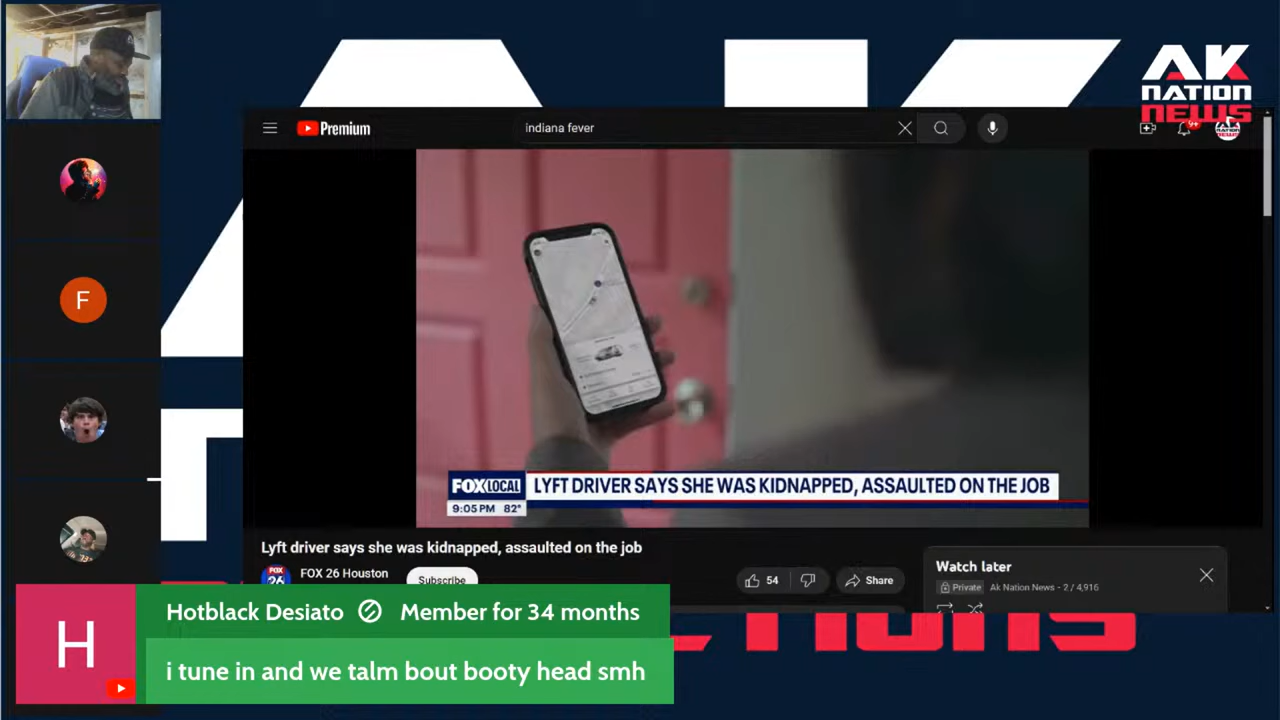 AK
NATION
NEWS
Premium
indiana fever
9+
FOX LOCAL
LYFT DRIVER SAYS SHE WAS KIDNAPPED, ASSAULTED ON THE JOB
9:05 PM 82°
F
Lyft driver says she was kidnapped, assaulted on the job
FOX 26
FOX 26 Houston
Subscribe
54
Share
Watch later
Private Ak Nation News - 2 / 4,916
H
Hotblack Desiato Member for 34 months
i tune in and we talm bout booty head smh